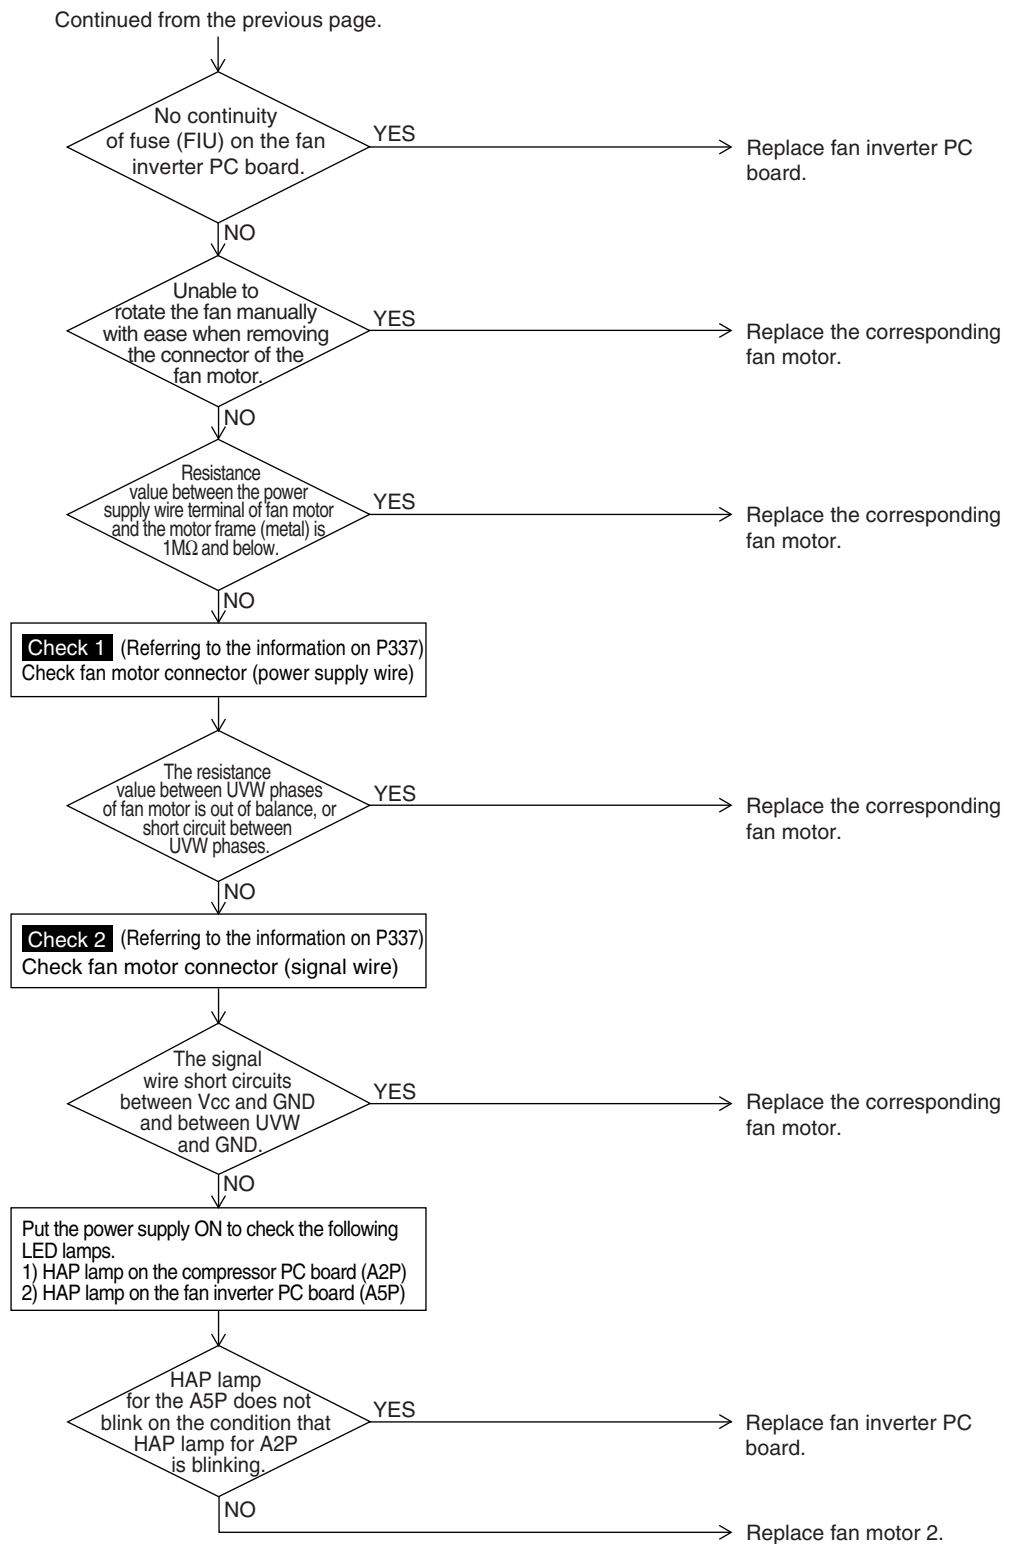 Continued from the previous page.
No continuity
of fuse (FIU) on the fan
inverter PC board.
YES
Replace fan inverter PC
board.
NO
Unable to
rotate the fan manually
with ease when removing
the connector of the
fan motor.
YES
Replace the corresponding
fan motor.
NO
Resistance
value between the power
supply wire terminal of fan motor
and the motor frame (metal) is
1MΩ and below.
YES
Replace the corresponding
fan motor.
NO
Check 1 (Referring to the information on P337)
Check fan motor connector (power supply wire)
The resistance
value between UVW phases
of fan motor is out of balance, or
short circuit between
UVW phases.
YES
Replace the corresponding
fan motor.
NO
Check 2 (Referring to the information on P337)
Check fan motor connector (signal wire)
The signal
wire short circuits
between Vcc and GND
and between UVW
and GND.
YES
Replace the corresponding
fan motor.
NO
Put the power supply ON to check the following
LED lamps.
1) HAP lamp on the compressor PC board (A2P)
2) HAP lamp on the fan inverter PC board (A5P)
HAP lamp
for the A5P does not
blink on the condition that
HAP lamp for A2P
is blinking.
YES
Replace fan inverter PC
board.
NO
Replace fan motor 2.